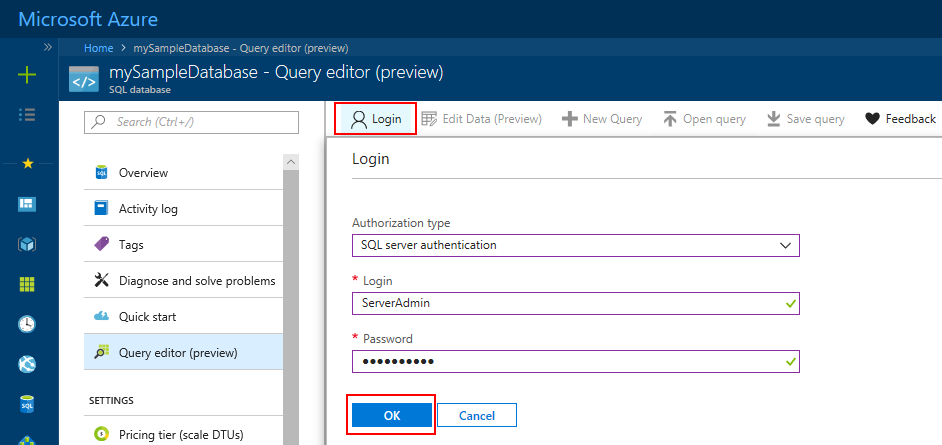 Microsoft Azure
» Home > mySampleDatabase - Query editor (preview)
mySampleDatabase - Query editor (preview)
SQL database
Search (Ctrl+/)
Login Edit Data (Preview) New Query Open query Save query Feedback
Overview
Activity log
Tags
Diagnose and solve problems
Quick start
Query editor (preview)
SETTINGS
Pricing tier (scale DTUs)
SQL
SQL
Login
Authorization type
SQL server authentication
* Login
ServerAdmin
* Password
••••••••••
OK Cancel